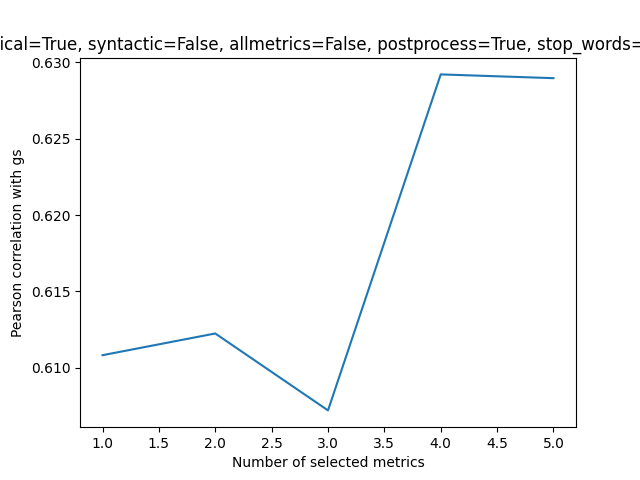 ical=True, syntactic=False, allmetrics=False, postprocess=True, stop_words=
0.630
0.625
0.620
0.615
0.610
Pearson correlation with gs
1.0 1.5 2.0 2.5 3.0 3.5 4.0 4.5 5.0
Number of selected metrics